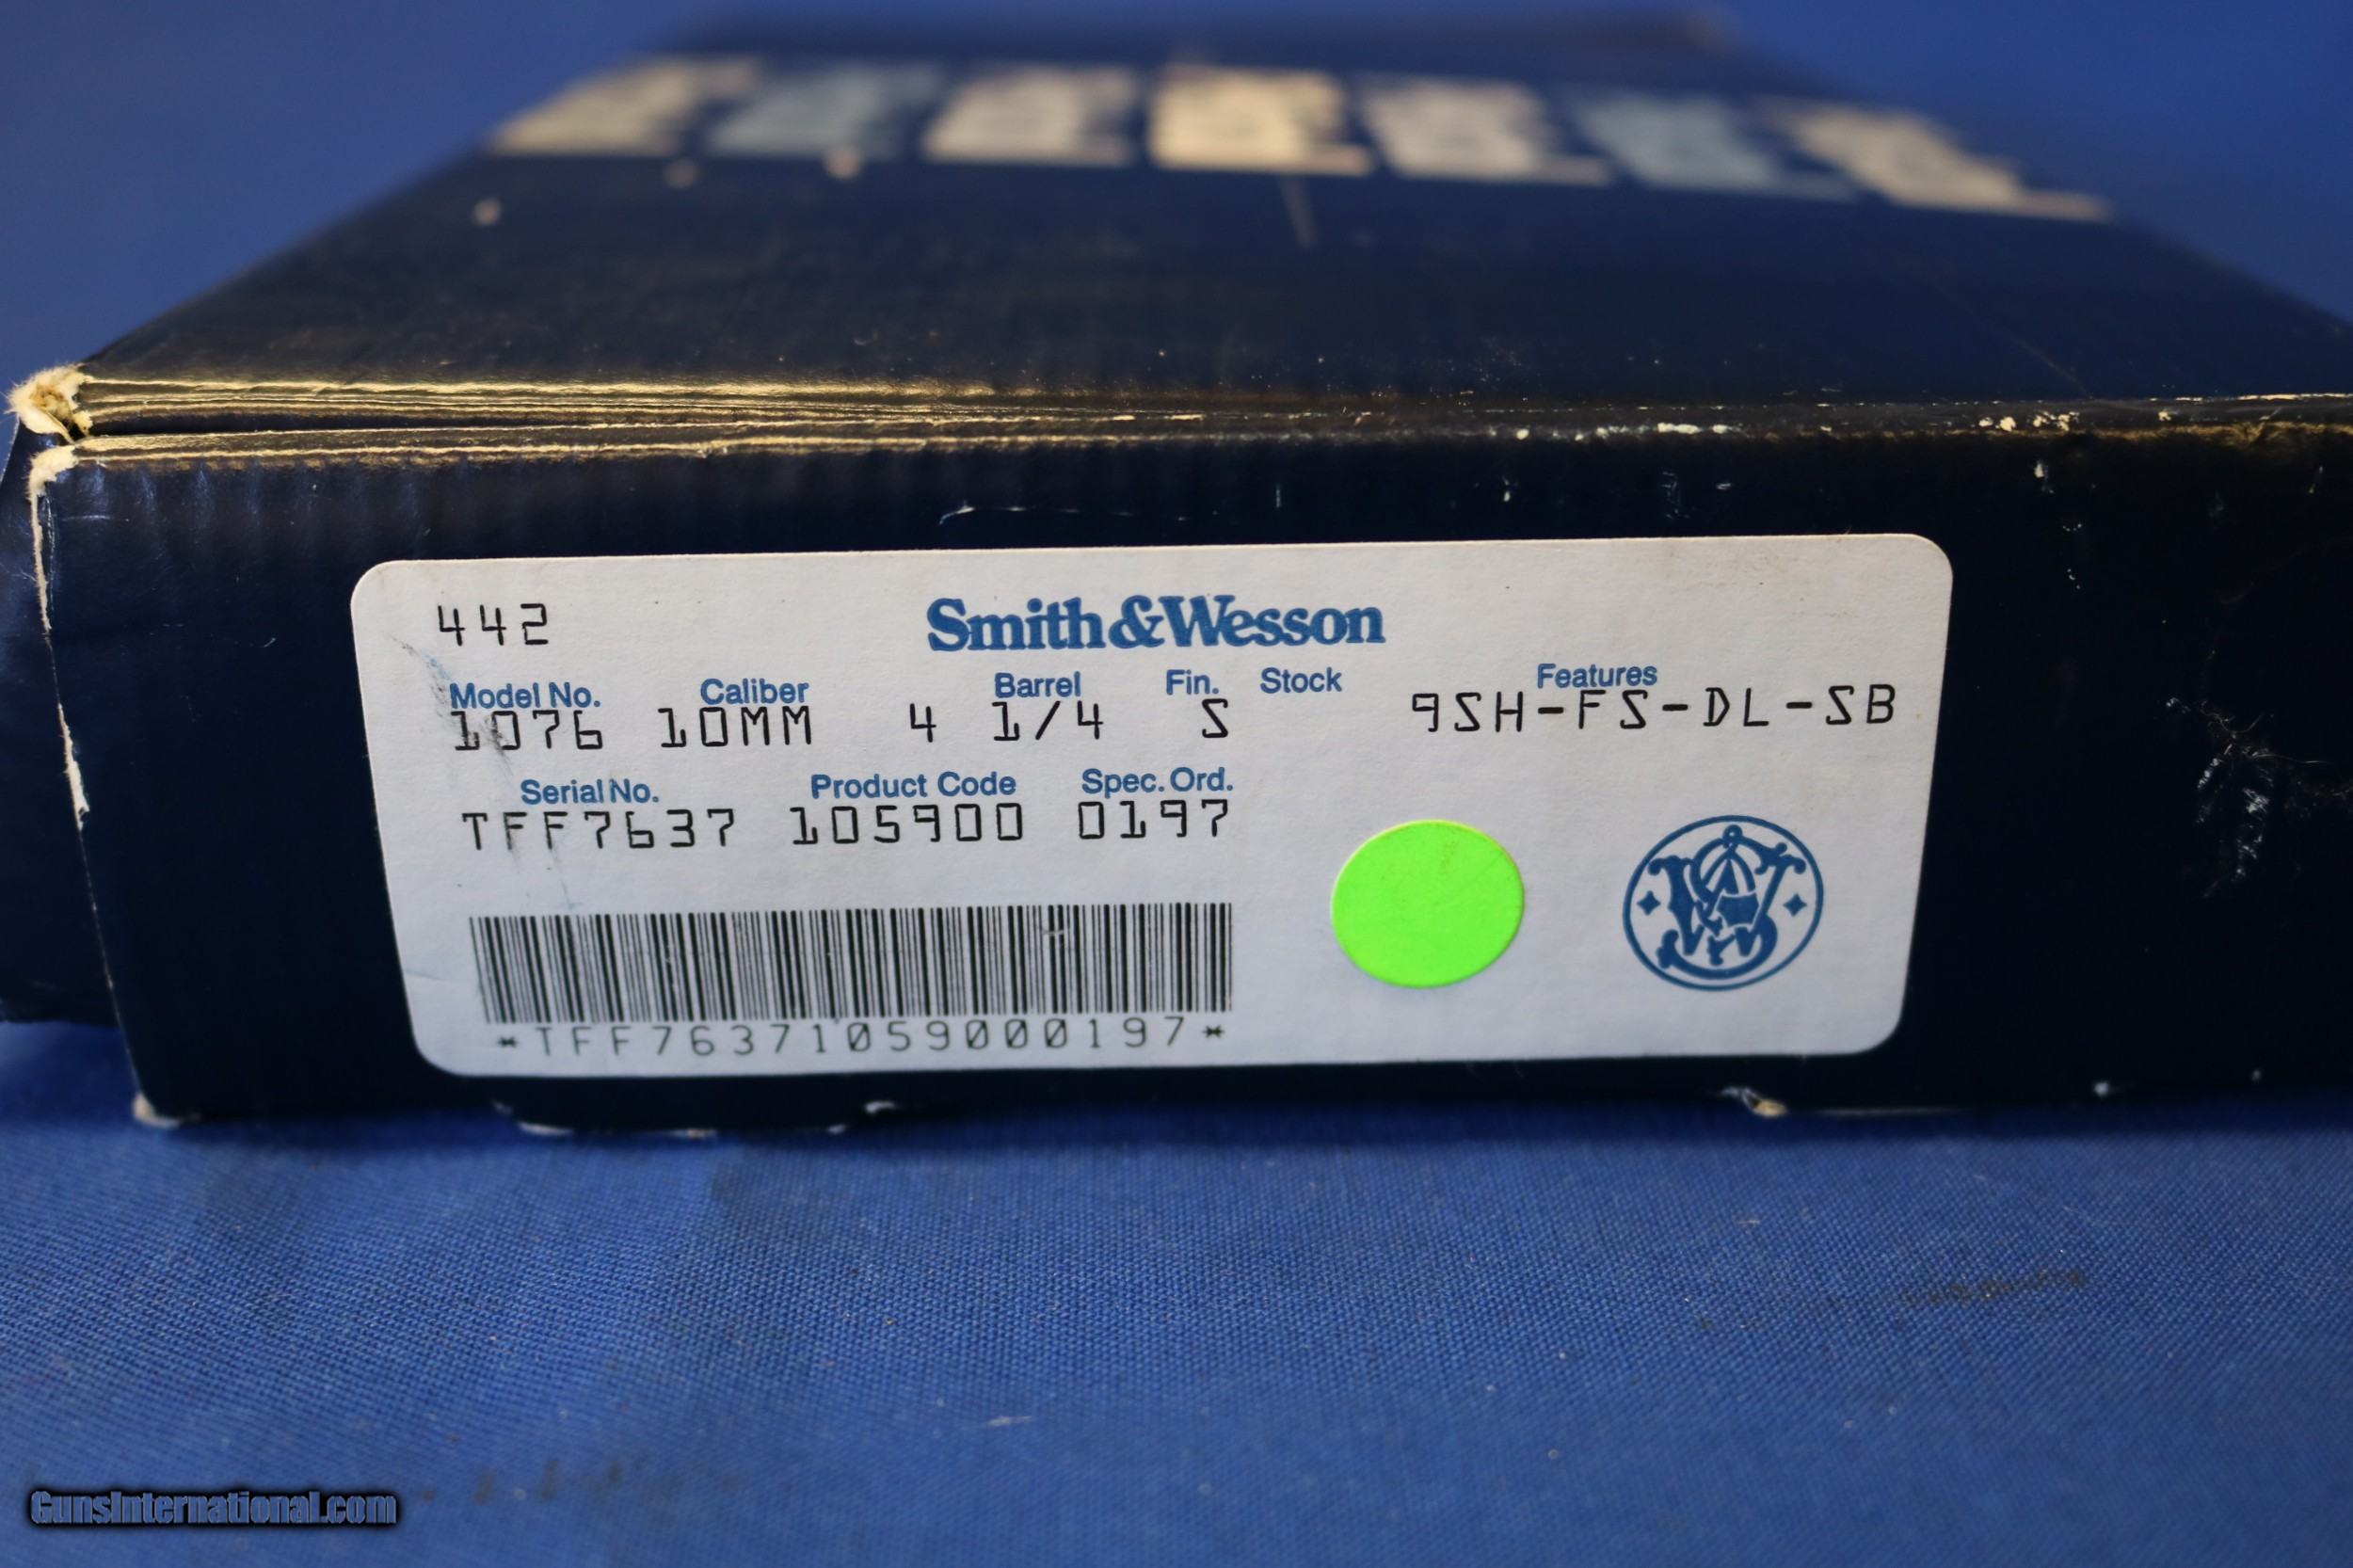 442
Smith&Wesson
Model No. Caliber Barrel Fin. Stock Features
1076 10MM 4 1/4 S 9SH-FS-DL-SB
Serial No. Product Code Spec. Ord.
TFF7637 105900 0197
*TFF76371059000197*
GunsInternational.com